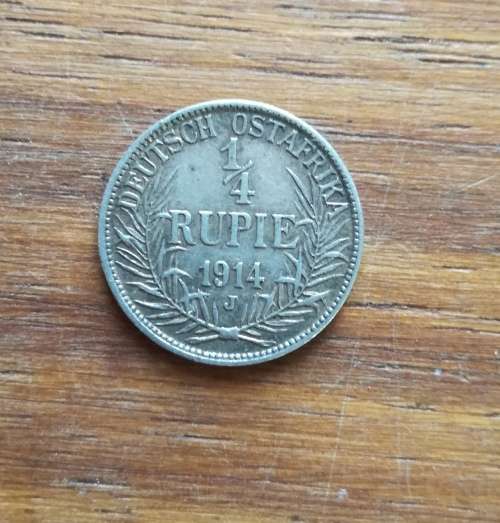 DEUTSCH OSTAFRIKA
1/4
RUPIE
1914
J